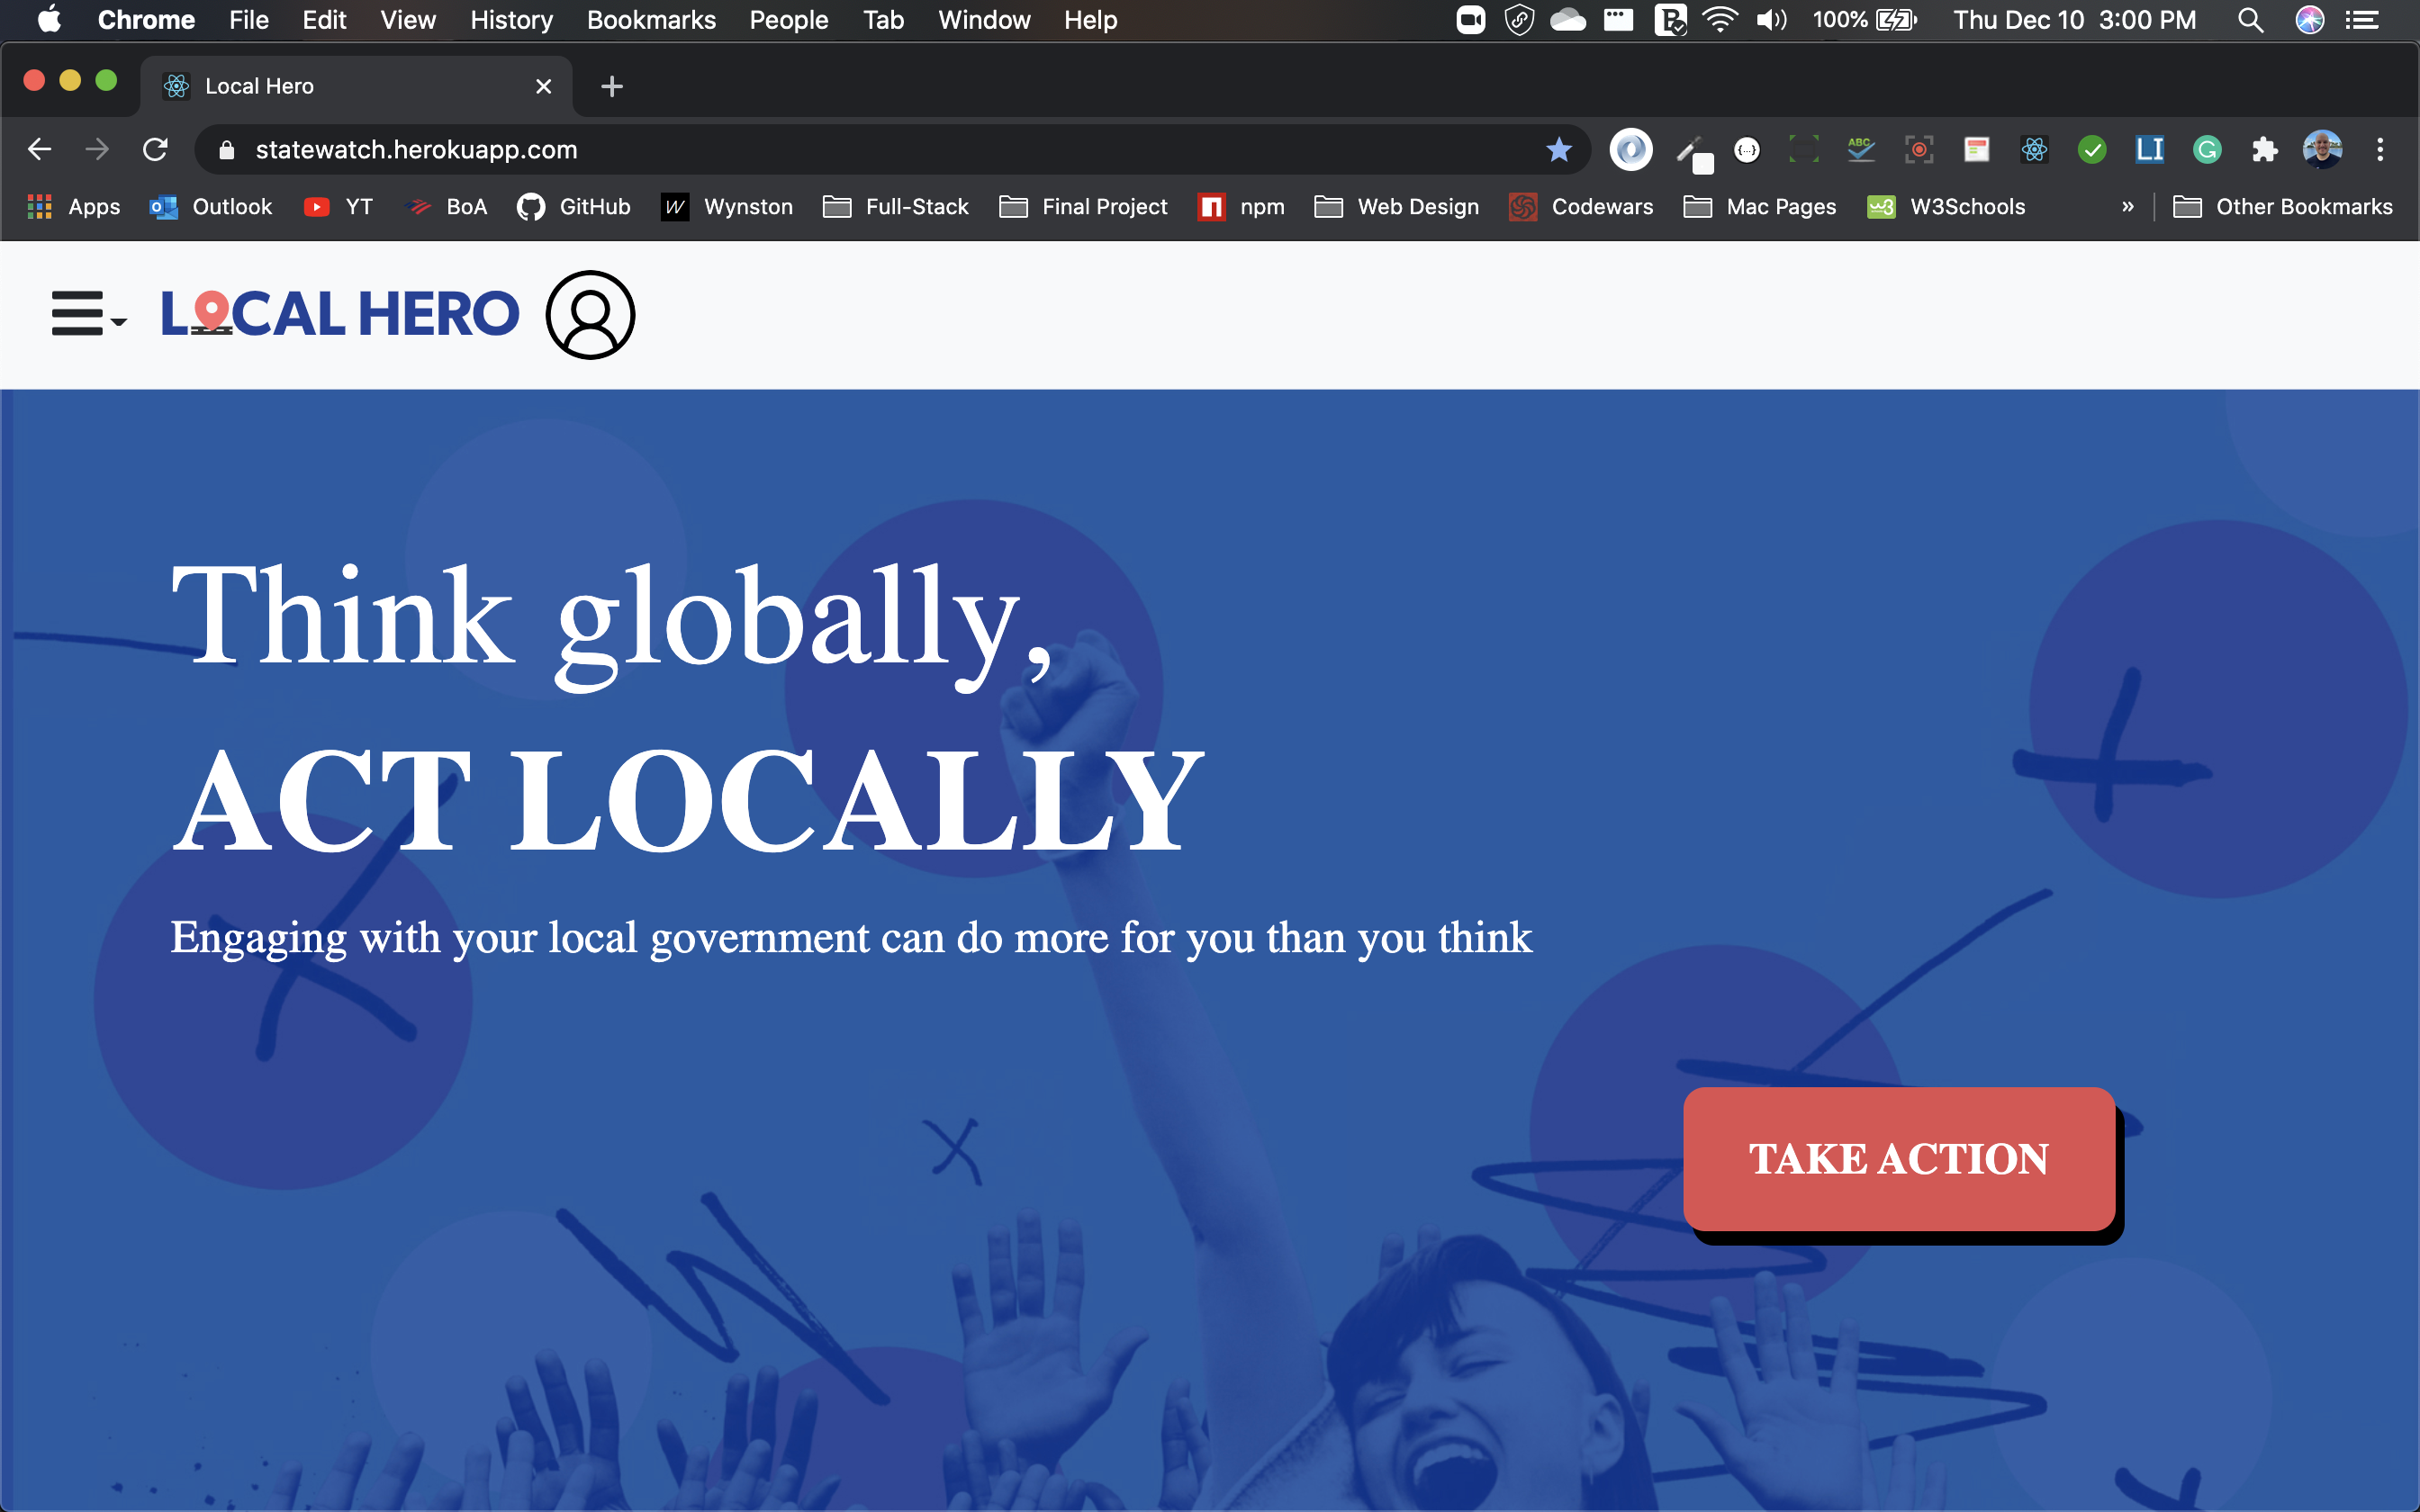 Chrome File Edit View History Bookmarks People Tab Window Help 100% Thu Dec 10 3:00 PM
Local Hero
statewatch.herokuapp.com
ABC
LI
Apps Outlook YT BoA GitHub W Wynston Full-Stack Final Project npm Web Design Codewars Mac Pages W3 W3Schools » Other Bookmarks
LOCAL HERO
Think globally,
ACT LOCALLY
Engaging with your local government can do more for you than you think
TAKE ACTION